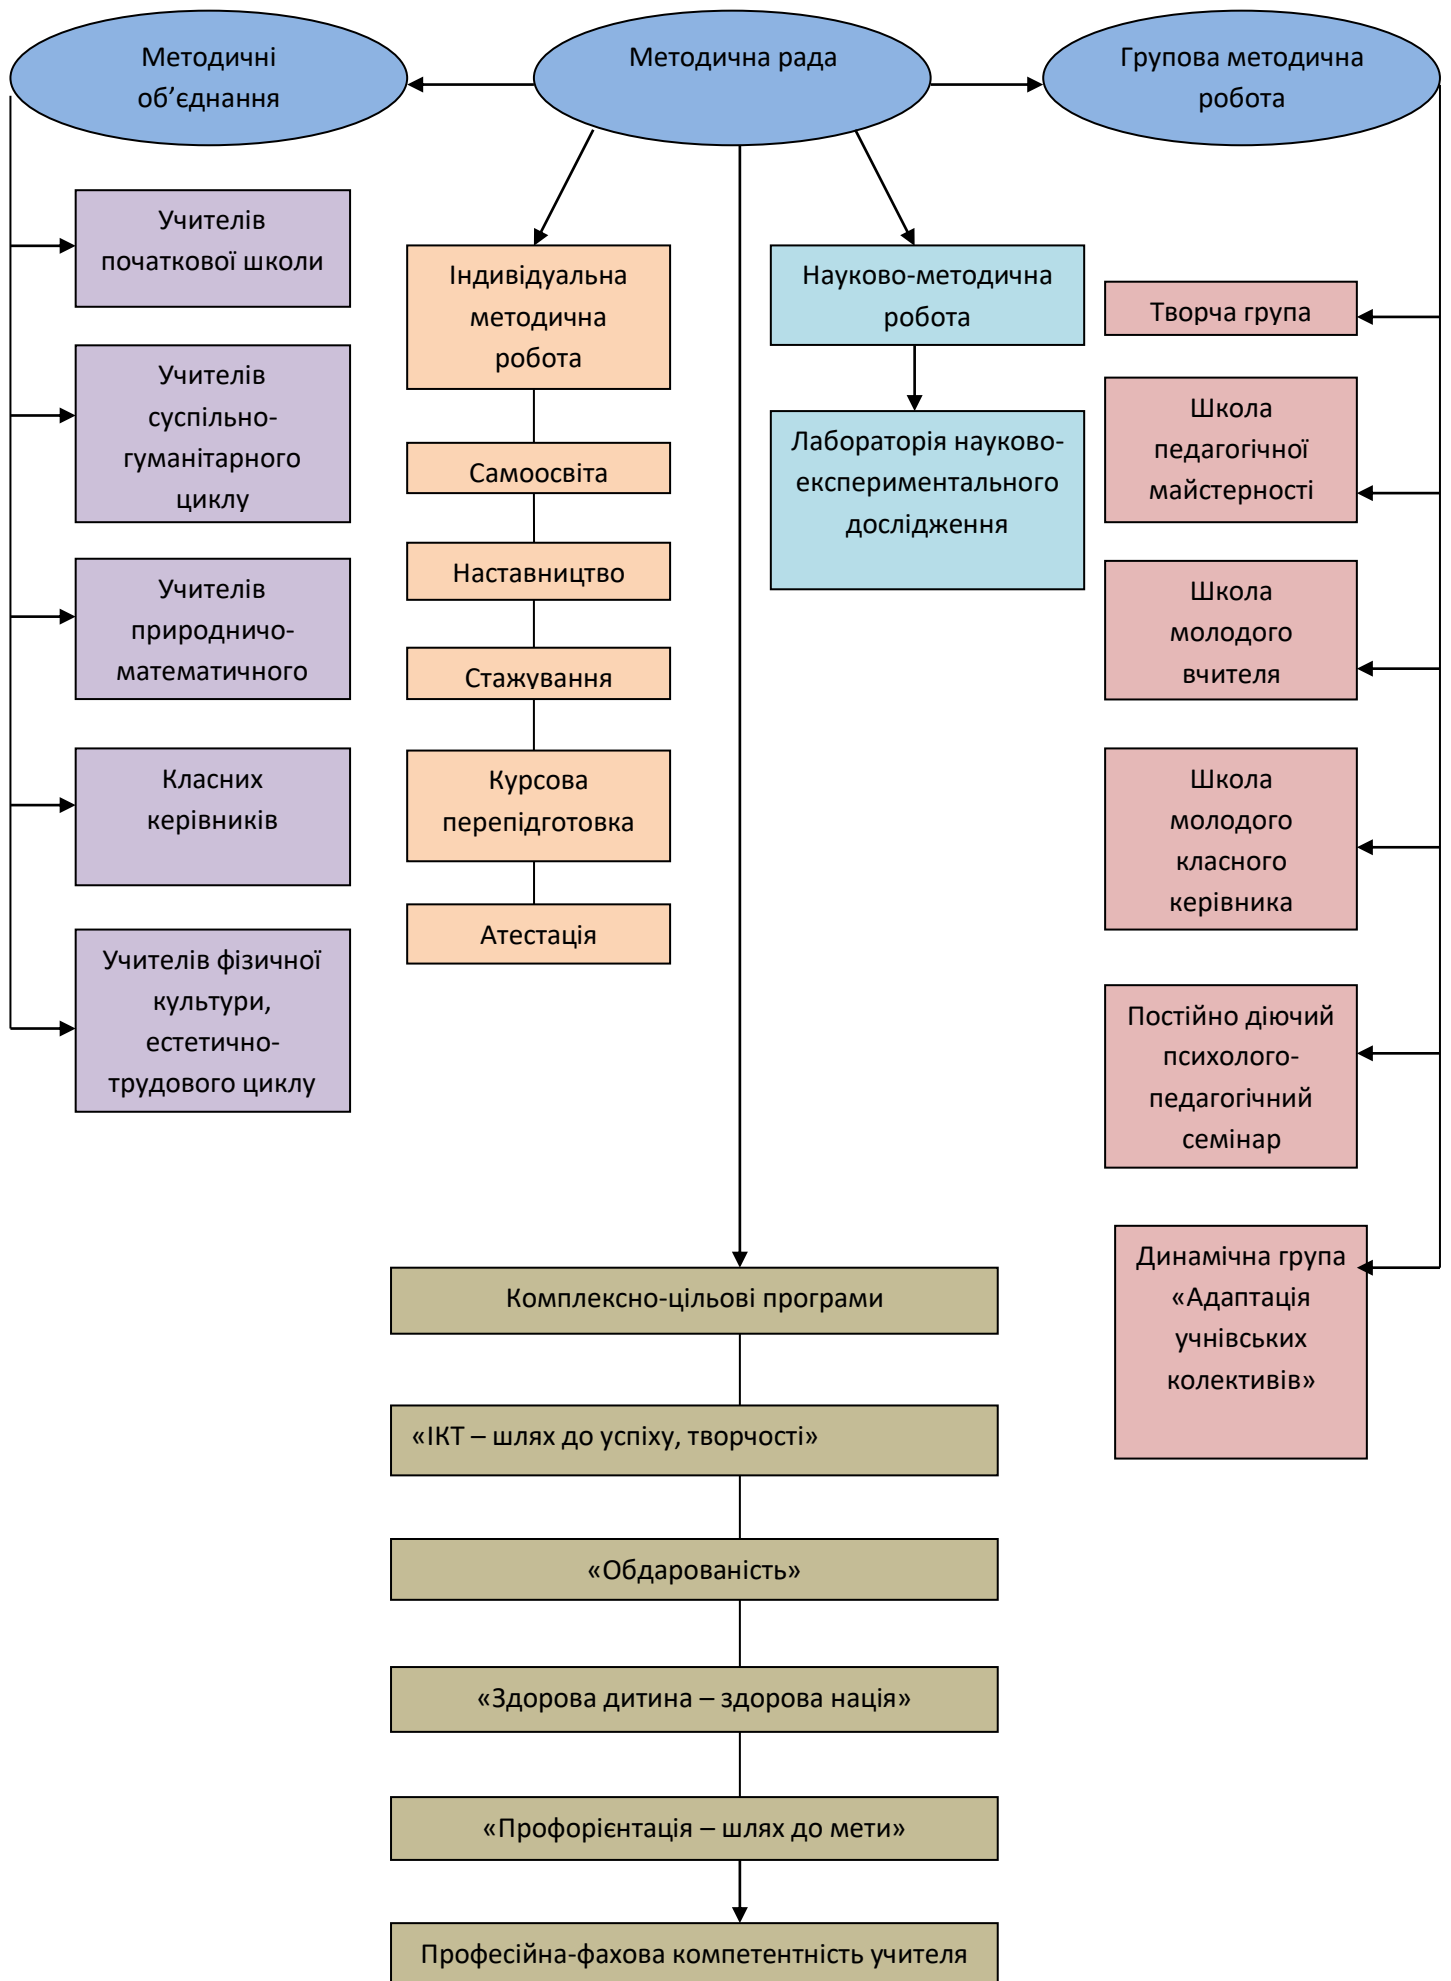 Методичні
об’єднання
Методична рада
Групова методична
робота
Учителів
початкової школи
Учителів
суспільно-
гуманітарного
циклу
Учителів
природничо-
математичного
Класних
керівників
Учителів фізичної
культури,
естетично-
трудового циклу
Індивідуальна
методична
робота
Самоосвіта
Наставництво
Стажування
Курсова
перепідготовка
Атестація
Науково-методична
робота
Лабораторія науково-
експериментального
дослідження
Творча група
Школа
педагогічної
майстерності
Школа
молодого
вчителя
Школа
молодого
класного
керівника
Постійно діючий
психолого-
педагогічний
семінар
Динамічна група
«Адаптація
учнівських
колективів»
Комплексно-цільові програми
«ІКТ – шлях до успіху, творчості»
«Обдарованість»
«Здорова дитина – здорова нація»
«Профорієнтація – шлях до мети»
Професійна-фахова компетентність учителя